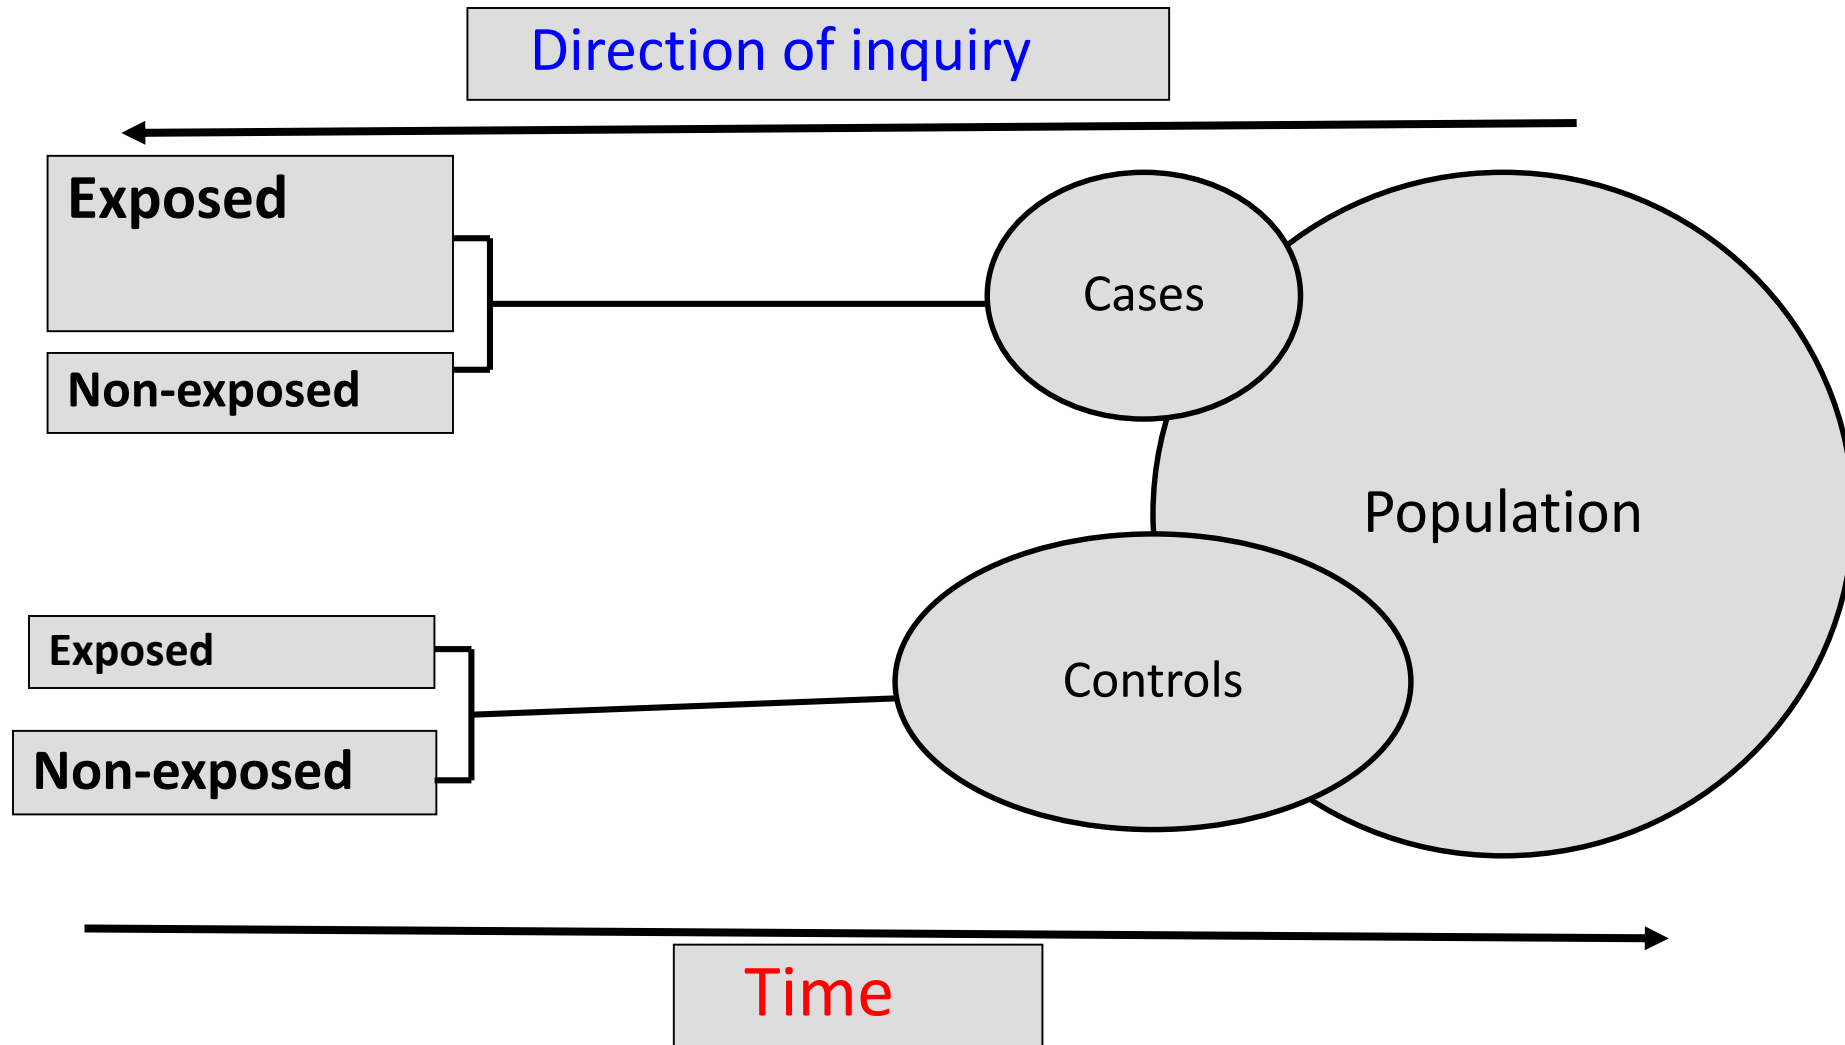 Direction of inquiry
Exposed
Cases
Non-exposed
Population
Exposed
Controls
Non-exposed
Time